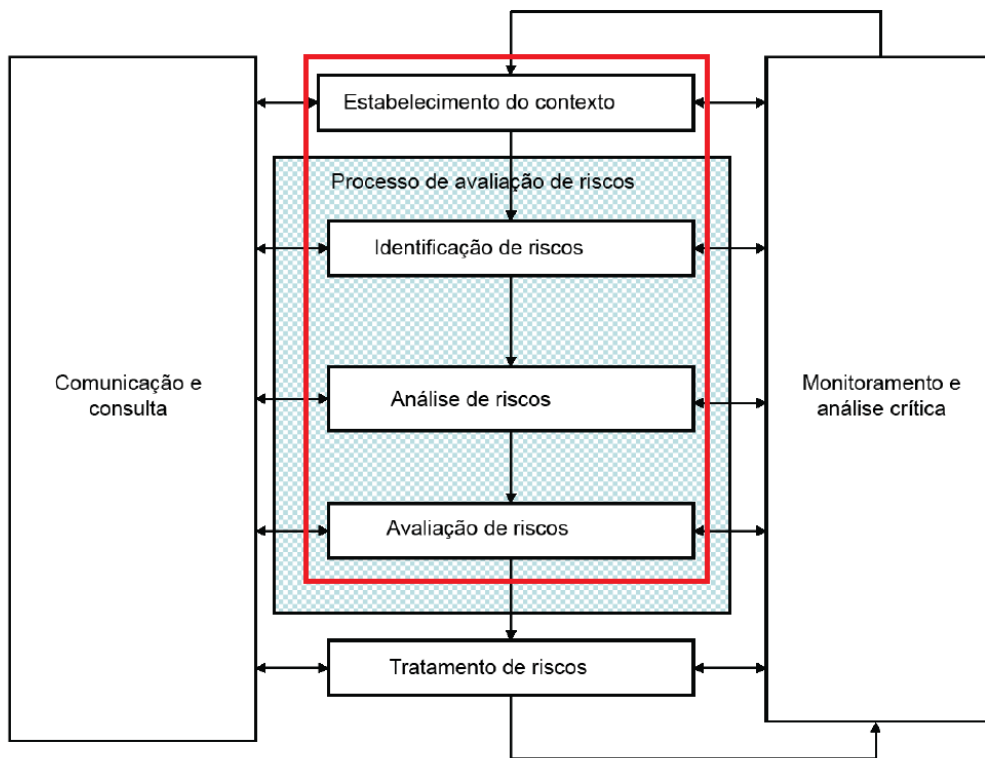 Estabelecimento do contexto
Processo de avaliação de riscos
Identificação de riscos
Comunicação e
consulta
Análise de riscos
Monitoramento e
análise crítica
Avaliação de riscos
Tratamento de riscos